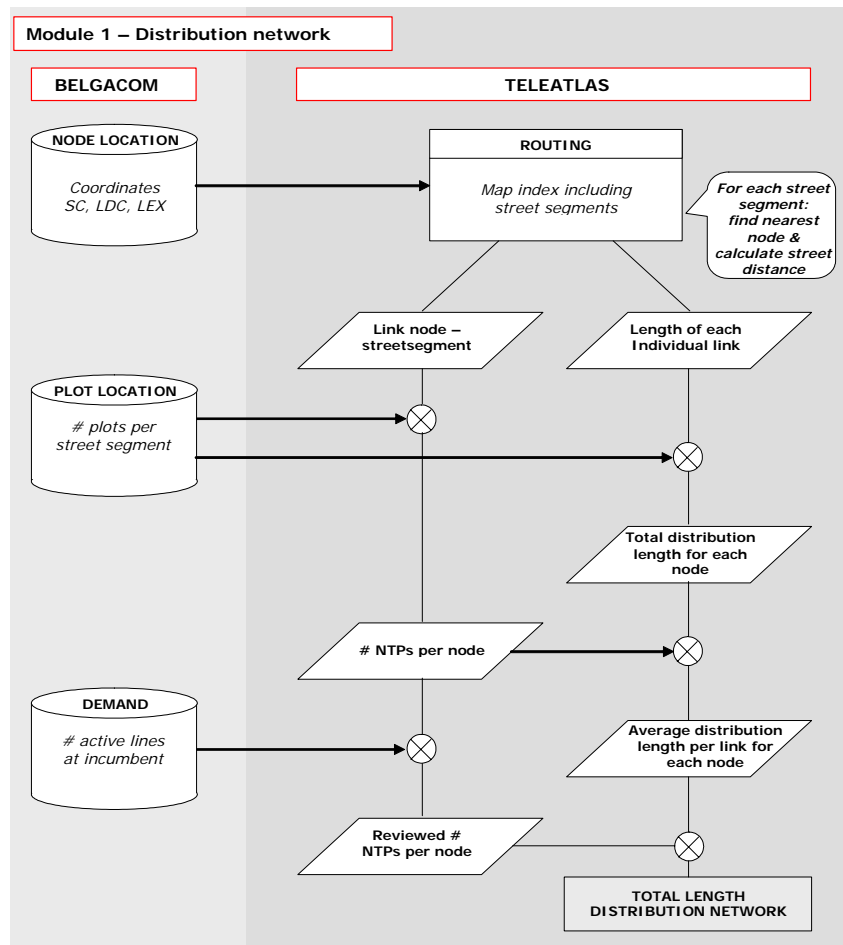 Module 1 – Distribution network
BELGACOM
TELEATLAS
NODE LOCATION
Coordinates
SC, LDC, LEX
ROUTING
Map index including
street segments
For each street
segment:
find nearest
node &
calculate street
distance
Link node –
streetsegment
Length of each
Individual link
PLOT LOCATION
# plots per
street segment
Total distribution
length for each
node
# NTPs per node
DEMAND
# active lines
at incumbent
Average distribution
length per link for
each node
Reviewed #
NTPs per node
TOTAL LENGTH
DISTRIBUTION NETWORK